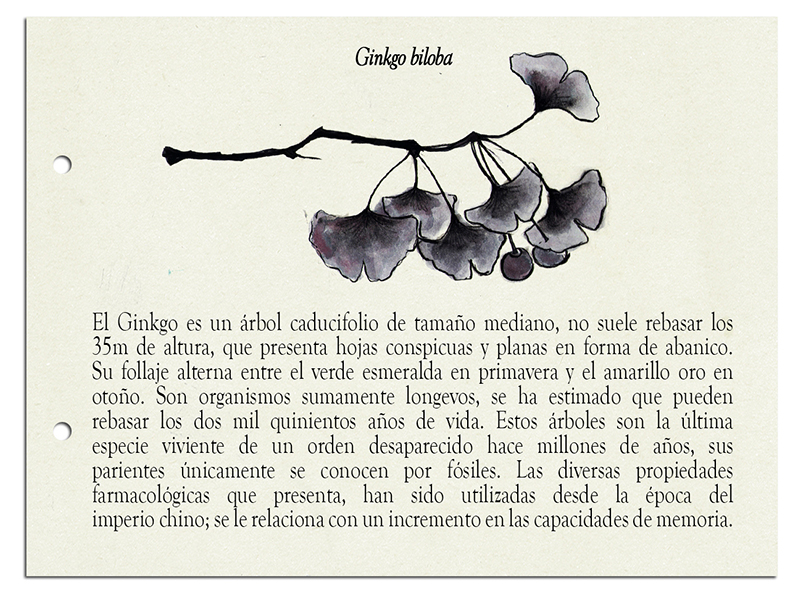 Ginkgo biloba
El Ginkgo es un árbol caducifolio de tamaño mediano, no suele rebasar los
35m de altura, que presenta hojas conspicuas y planas en forma de abanico.
Su follaje alterna entre el verde esmeralda en primavera y el amarillo oro en
otoño. Son organismos sumamente longevos, se ha estimado que pueden
rebasar los dos mil quinientos años de vida. Estos árboles son la última
especie viviente de un orden desaparecido hace millones de años, sus
parientes únicamente se conocen por fósiles. Las diversas propiedades
farmacológicas que presenta, han sido utilizadas desde la época del
imperio chino; se le relaciona con un incremento en las capacidades de memoria.